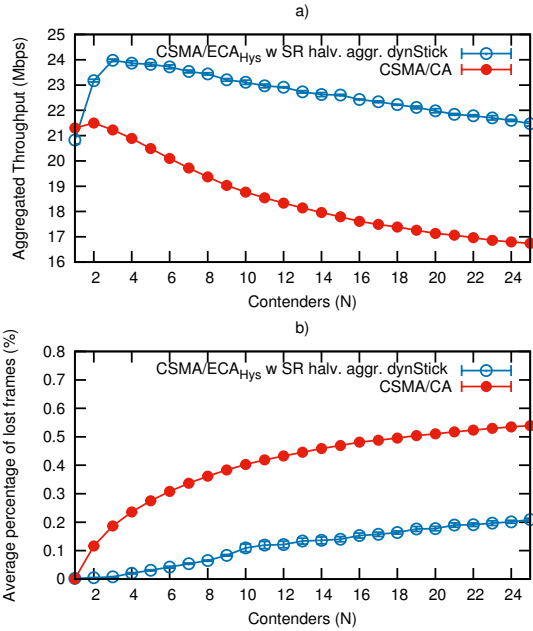 a)
25
24
23
22
21
20
19
18
17
16
Aggregated Throughput (Mbps)
CSMA/ECA_Hys w SR halv. aggr. dynStick
CSMA/CA
2 4 6 8 10 12 14 16 18 20 22 24
Contenders (N)
b)
0.8
0.7
0.6
0.5
0.4
0.3
0.2
0.1
0
Average percentage of lost frames (%)
CSMA/ECA_Hys w SR halv. aggr. dynStick
CSMA/CA
2 4 6 8 10 12 14 16 18 20 22 24
Contenders (N)